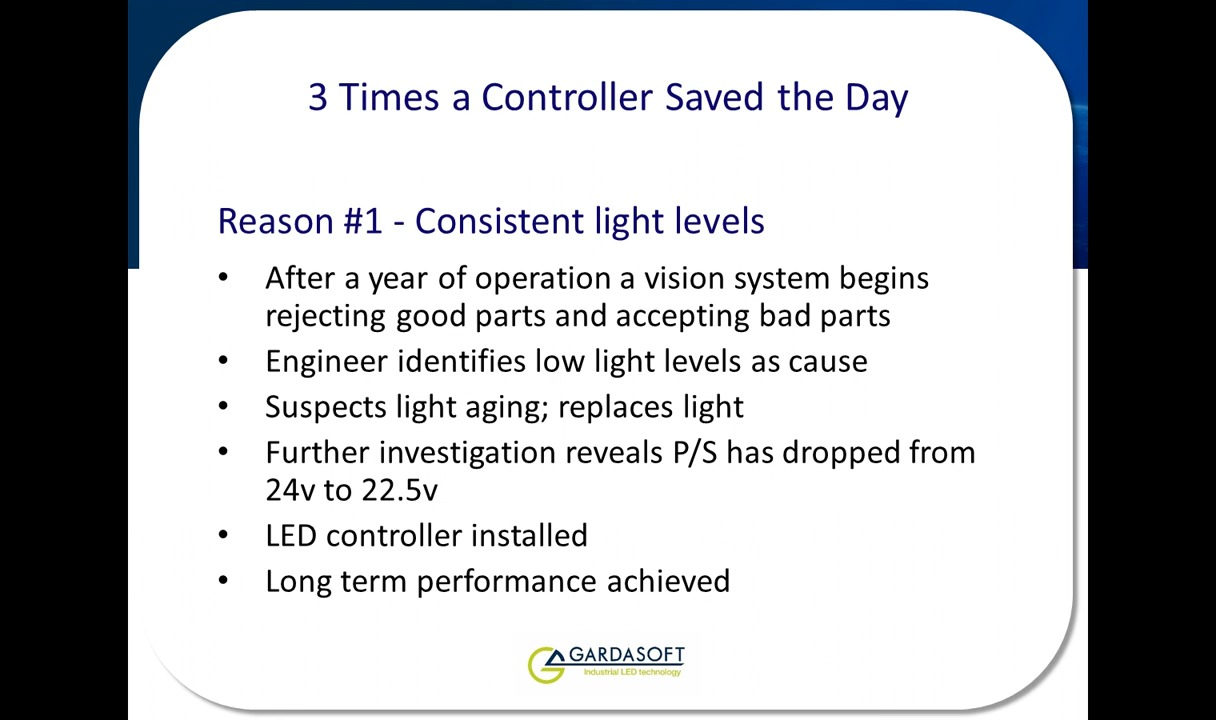 3 Times a Controller Saved the Day
Reason #1 - Consistent light levels
• After a year of operation a vision system begins
rejecting good parts and accepting bad parts
• Engineer identifies low light levels as cause
• Suspects light aging; replaces light
• Further investigation reveals P/S has dropped from
24v to 22.5v
• LED controller installed
• Long term performance achieved
GARDASOFT
Industrial LED technology